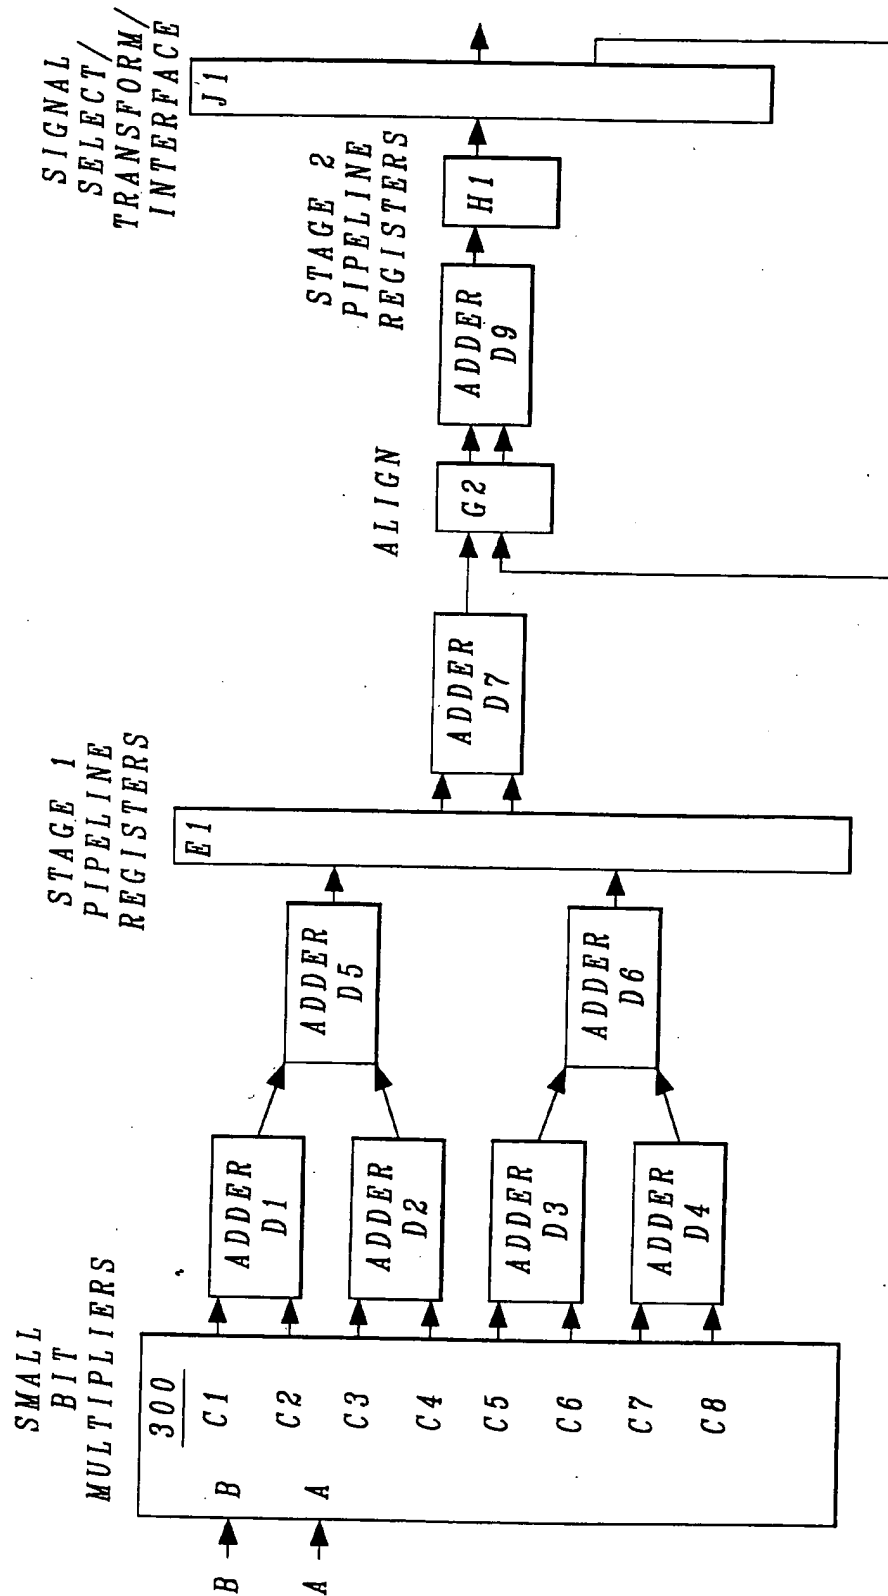 SMALL
BIT
MULTIPLIERS
B
A
300
B
A
C1
C2
C3
C4
C5
C6
C7
C8
ADDER
D1
ADDER
D2
ADDER
D3
ADDER
D4
ADDER
D5
ADDER
D6
STAGE 1
PIPELINE
REGISTERS
E1
ADDER
D7
ALIGN
G2
ADDER
D9
STAGE 2
PIPELINE
REGISTERS
H1
SIGNAL
SELECT/
TRANSFORM/
INTERFACE
J1